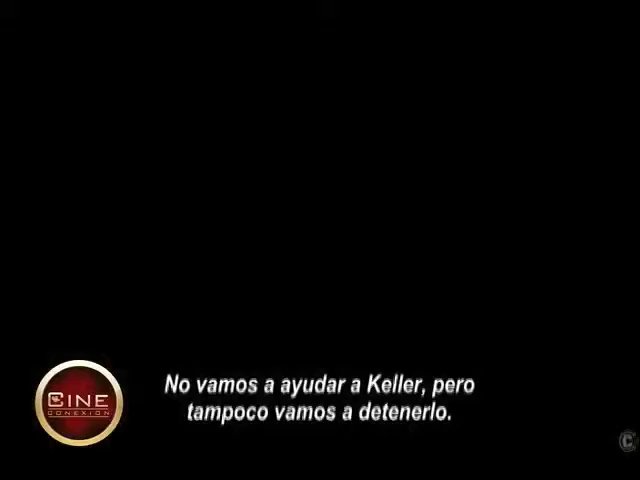 CINE
CONEXION
No vamos a ayudar a Keller, pero
tampoco vamos a detenerlo.
C